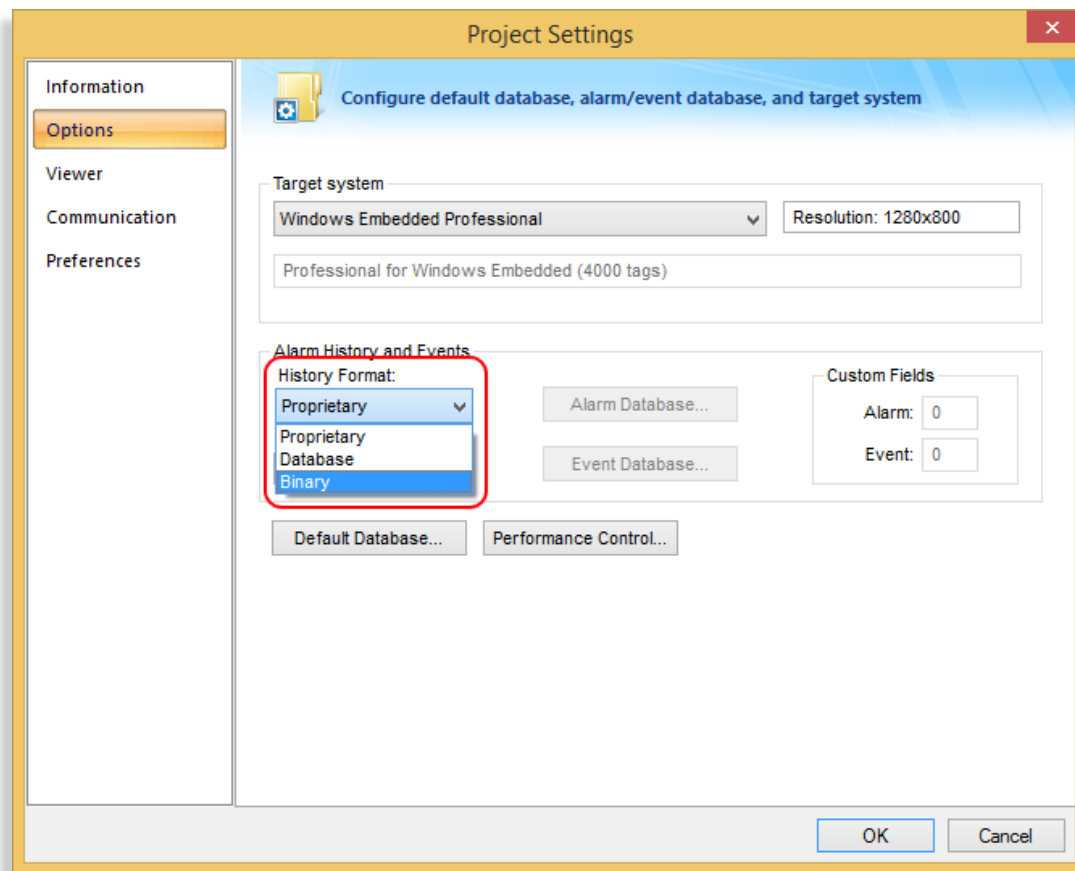 Project Settings
Information
Options
Viewer
Communication
Preferences
Configure default database, alarm/event database, and target system
Target system
Windows Embedded Professional
Resolution: 1280x800
Professional for Windows Embedded (4000 tags)
Alarm History and Events
History Format:
Proprietary
Proprietary
Database
Binary
Alarm Database...
Event Database...
Custom Fields
Alarm: 0
Event: 0
Default Database...
Performance Control...
OK
Cancel